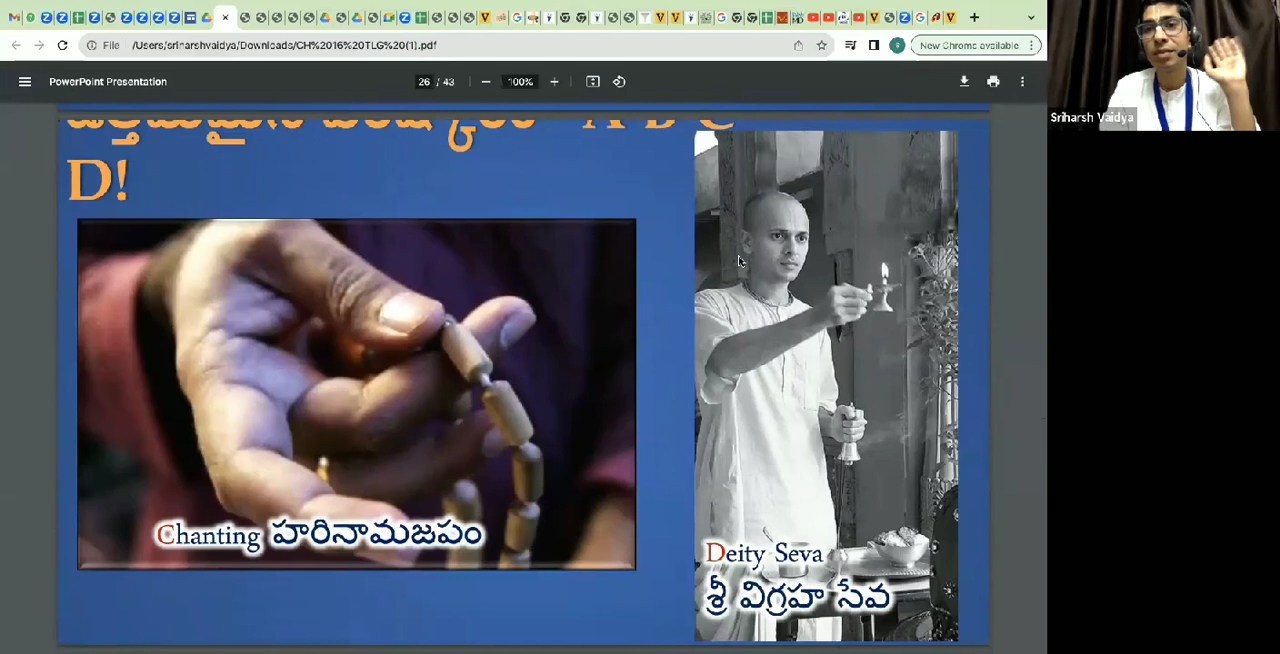 File
/Users/sriharshvaidya/Downloads/CH%2016%20TLG%20(1).pdf
New Chrome available
PowerPoint Presentation
26 / 43
100%
A B C
D!
Chanting హరినామజపం
Deity Seva
శ్రీ విగ్రహ సేవ
Sriharsh Vaidya